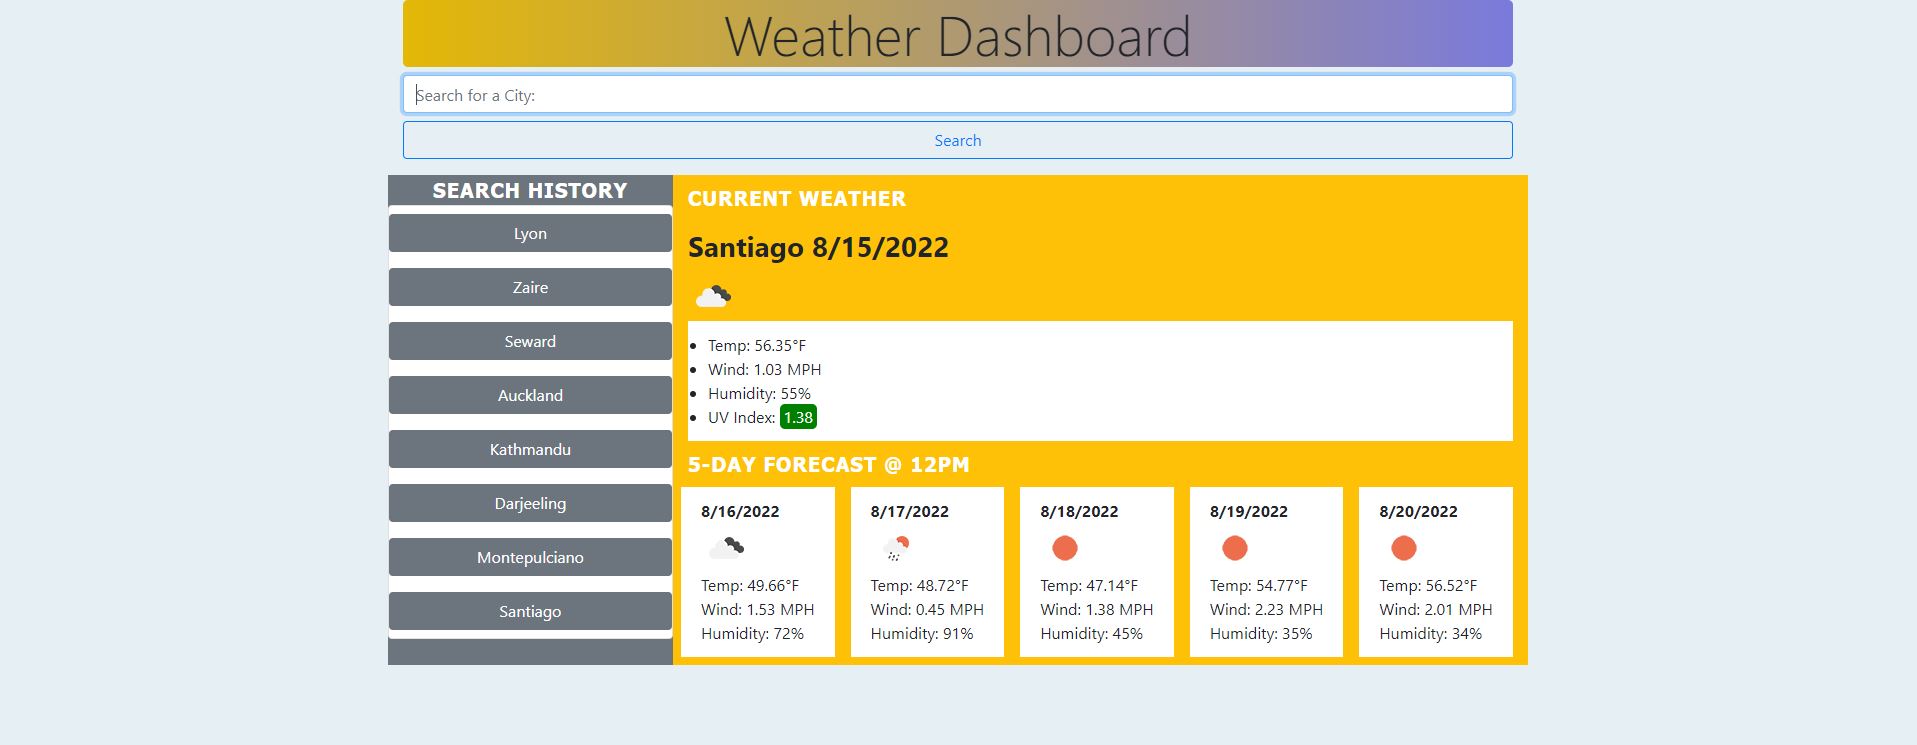 Weather Dashboard
Search for a City:
Search
SEARCH HISTORY
Lyon
Zaire
Seward
Auckland
Kathmandu
Darjeeling
Montepulciano
Santiago
CURRENT WEATHER
Santiago 8/15/2022
Temp: 56.35°F
Wind: 1.03 MPH
Humidity: 55%
UV Index: 1.38
5-DAY FORECAST @ 12PM
8/16/2022
Temp: 49.66°F
Wind: 1.53 MPH
Humidity: 72%
8/17/2022
Temp: 48.72°F
Wind: 0.45 MPH
Humidity: 91%
8/18/2022
Temp: 47.14°F
Wind: 1.38 MPH
Humidity: 45%
8/19/2022
Temp: 54.77°F
Wind: 2.23 MPH
Humidity: 35%
8/20/2022
Temp: 56.52°F
Wind: 2.01 MPH
Humidity: 34%